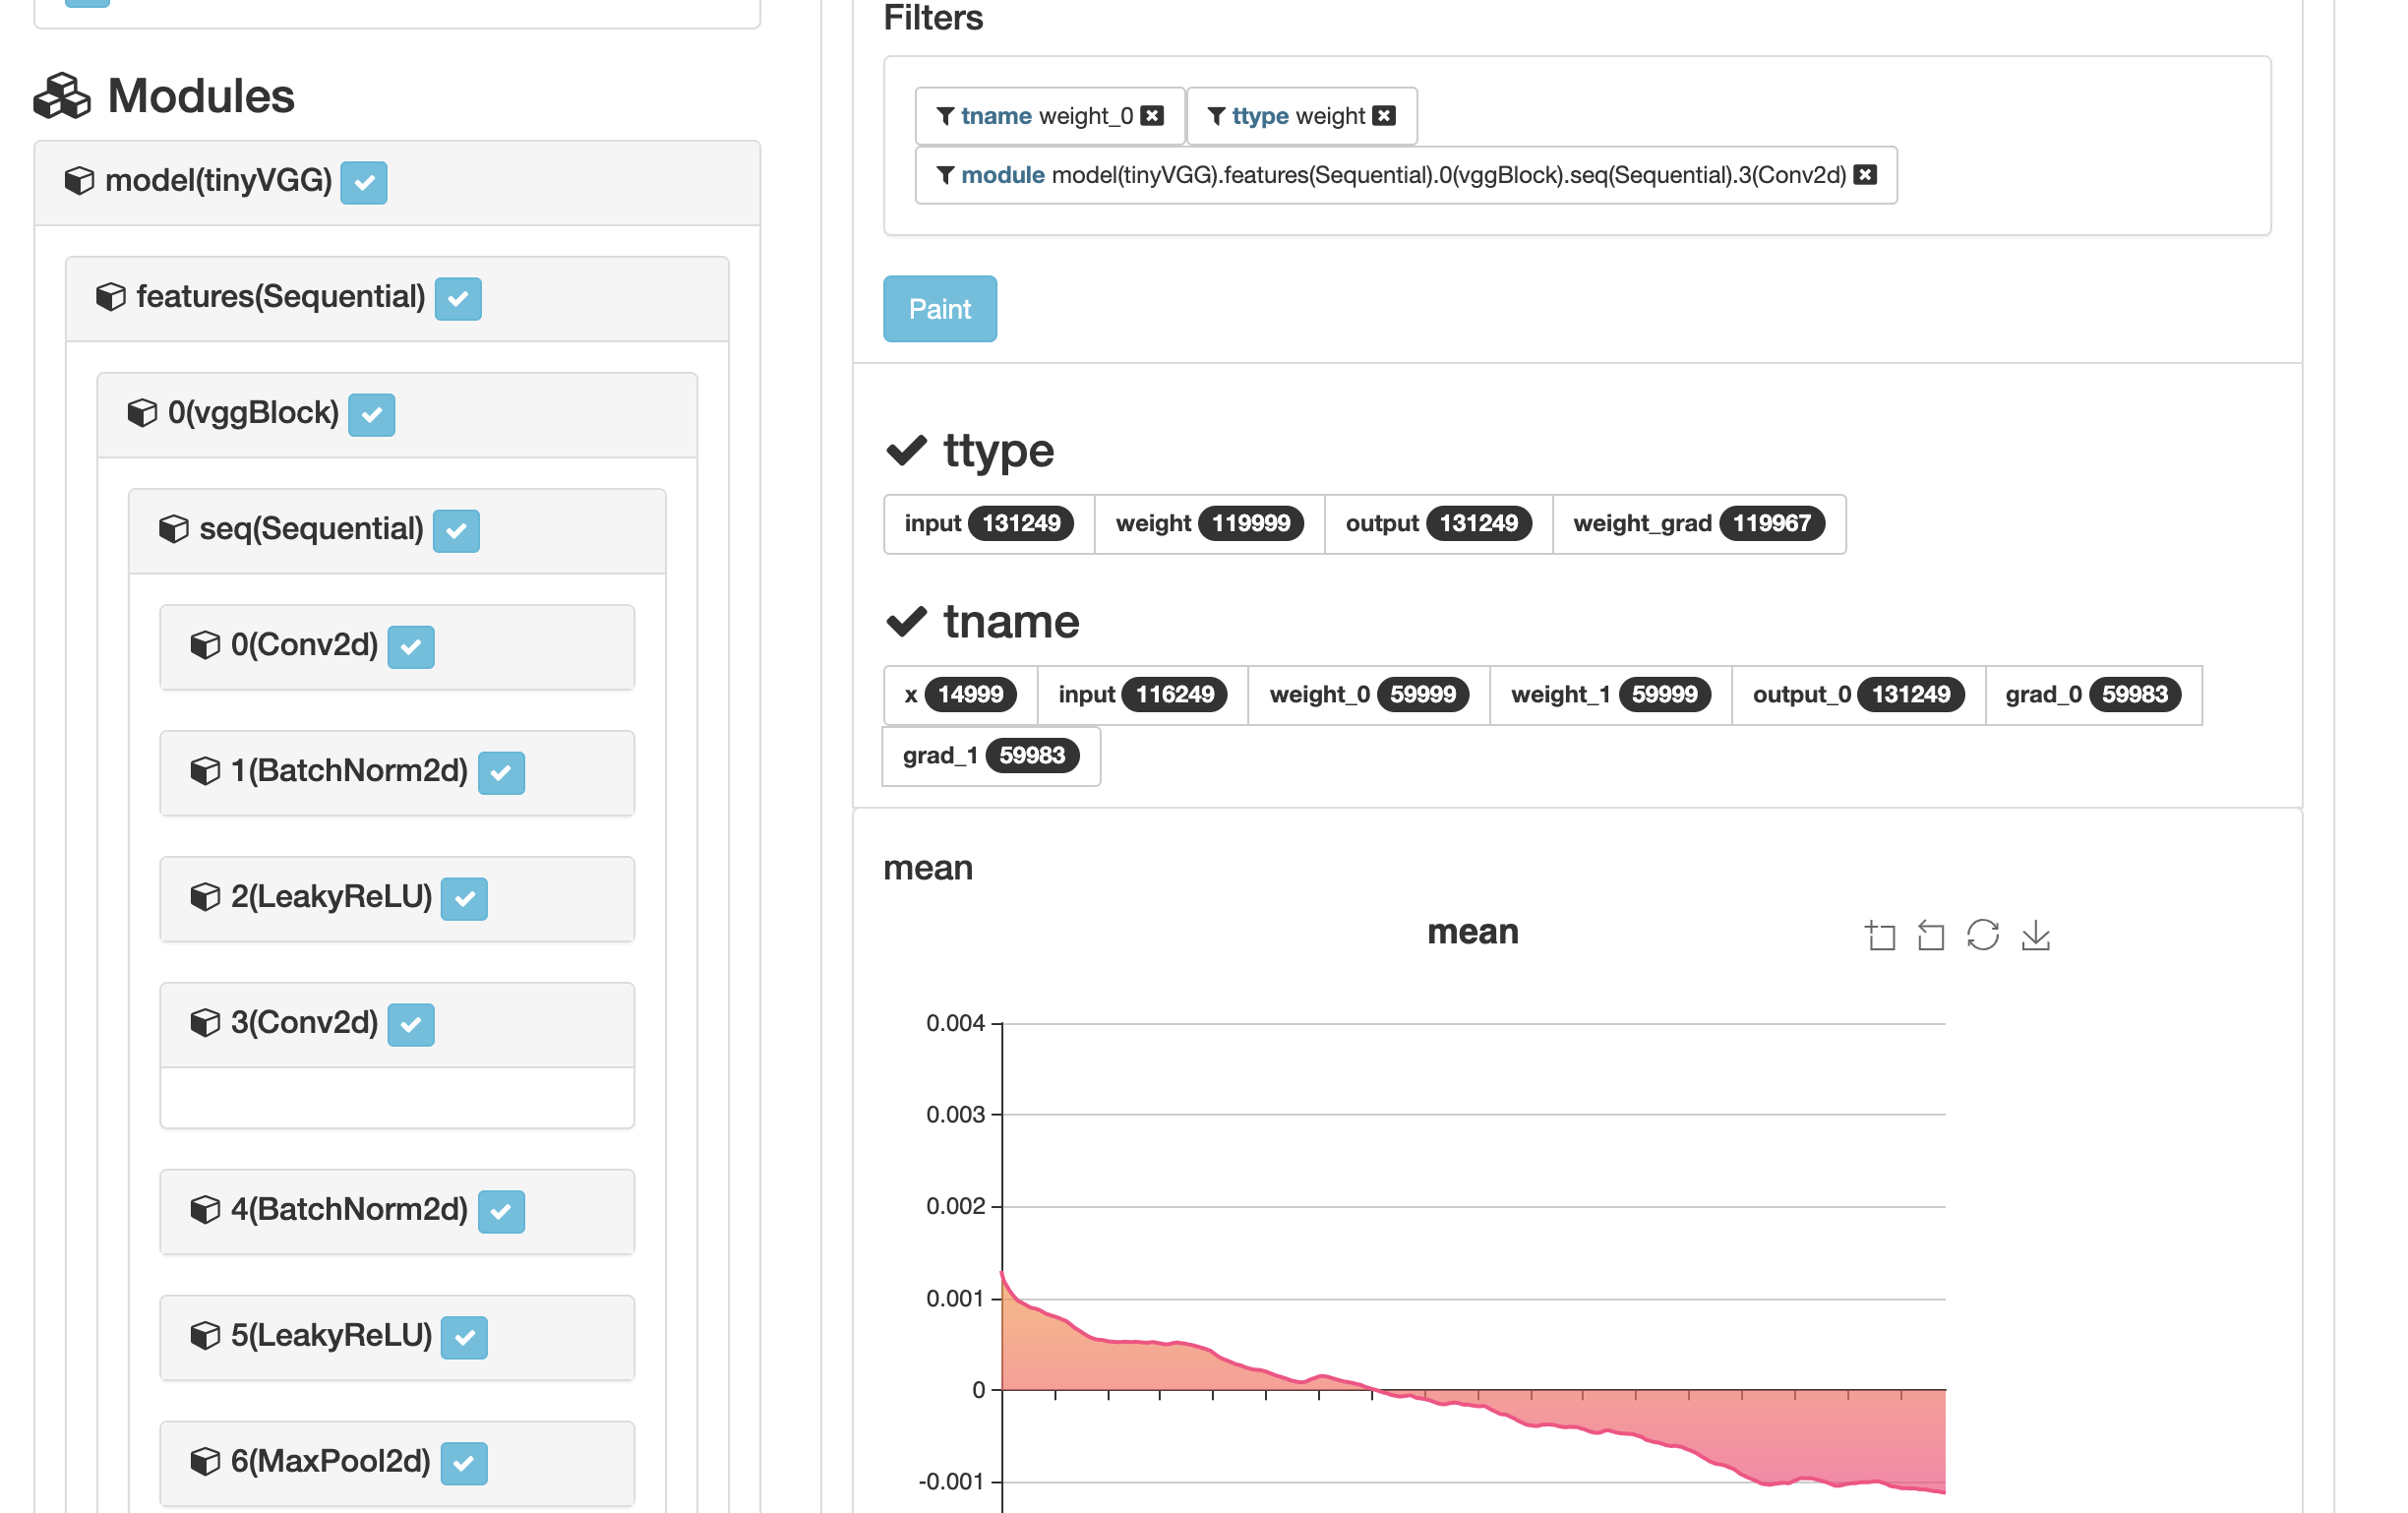 Modules
model(tinyVGG)
features(Sequential)
0(vggBlock)
seq(Sequential)
0(Conv2d)
1(BatchNorm2d)
2(LeakyReLU)
3(Conv2d)
4(BatchNorm2d)
5(LeakyReLU)
6(MaxPool2d)
Filters
tname weight_0 ttype weight
module model(tinyVGG).features(Sequential).0(vggBlock).seq(Sequential).3(Conv2d)
Paint
ttype
input 131249 weight 119999 output 131249 weight_grad 119967
tname
x 14999 input 116249 weight_0 59999 weight_1 59999 output_0 131249 grad_0 59983
grad_1 59983
mean
mean
0.004
0.003
0.002
0.001
0
-0.001